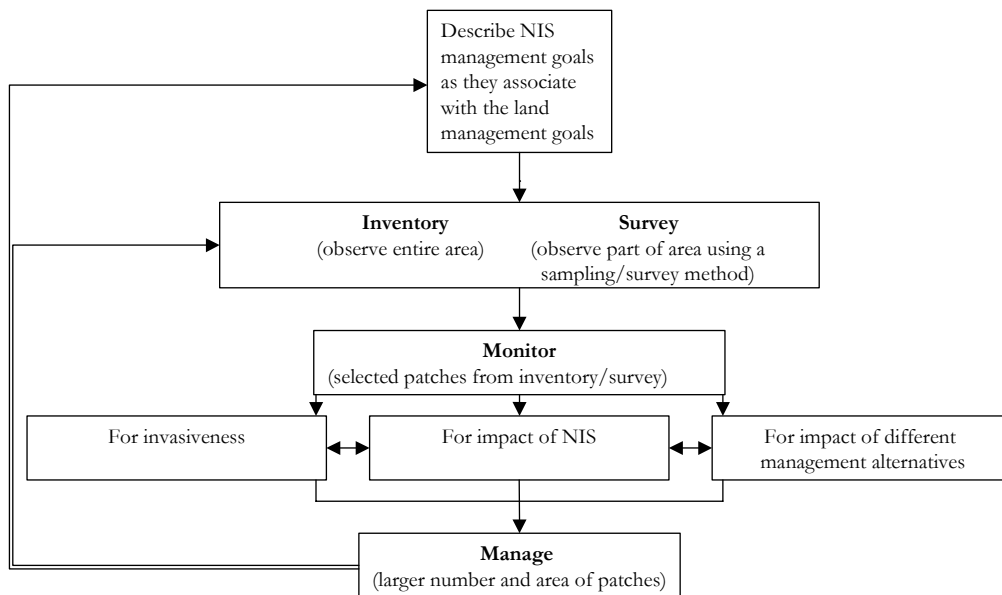 Describe NIS
management goals
as they associate
with the land
management goals
Inventory
(observe entire area)
Survey
(observe part of area using a
sampling/survey method)
Monitor
(selected patches from inventory/survey)
For invasiveness
For impact of NIS
For impact of different
management alternatives
Manage
(larger number and area of patches)